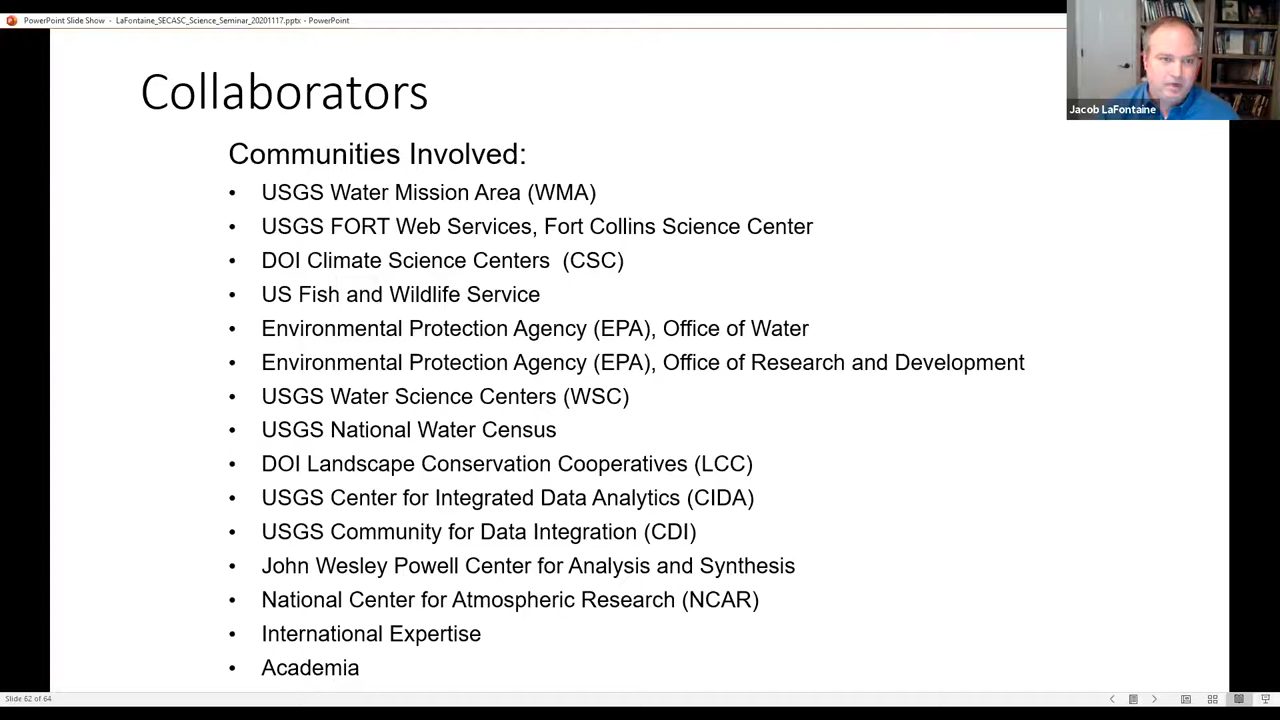 PowerPoint Slide Show - LaFontaine_SECASC_Science_Seminar_20201117.pptx - PowerPoint
Jacob LaFontaine
Collaborators
Communities Involved:
• USGS Water Mission Area (WMA)
• USGS FORT Web Services, Fort Collins Science Center
• DOI Climate Science Centers (CSC)
• US Fish and Wildlife Service
• Environmental Protection Agency (EPA), Office of Water
• Environmental Protection Agency (EPA), Office of Research and Development
• USGS Water Science Centers (WSC)
• USGS National Water Census
• DOI Landscape Conservation Cooperatives (LCC)
• USGS Center for Integrated Data Analytics (CIDA)
• USGS Community for Data Integration (CDI)
• John Wesley Powell Center for Analysis and Synthesis
• National Center for Atmospheric Research (NCAR)
• International Expertise
• Academia
Slide 62 of 64